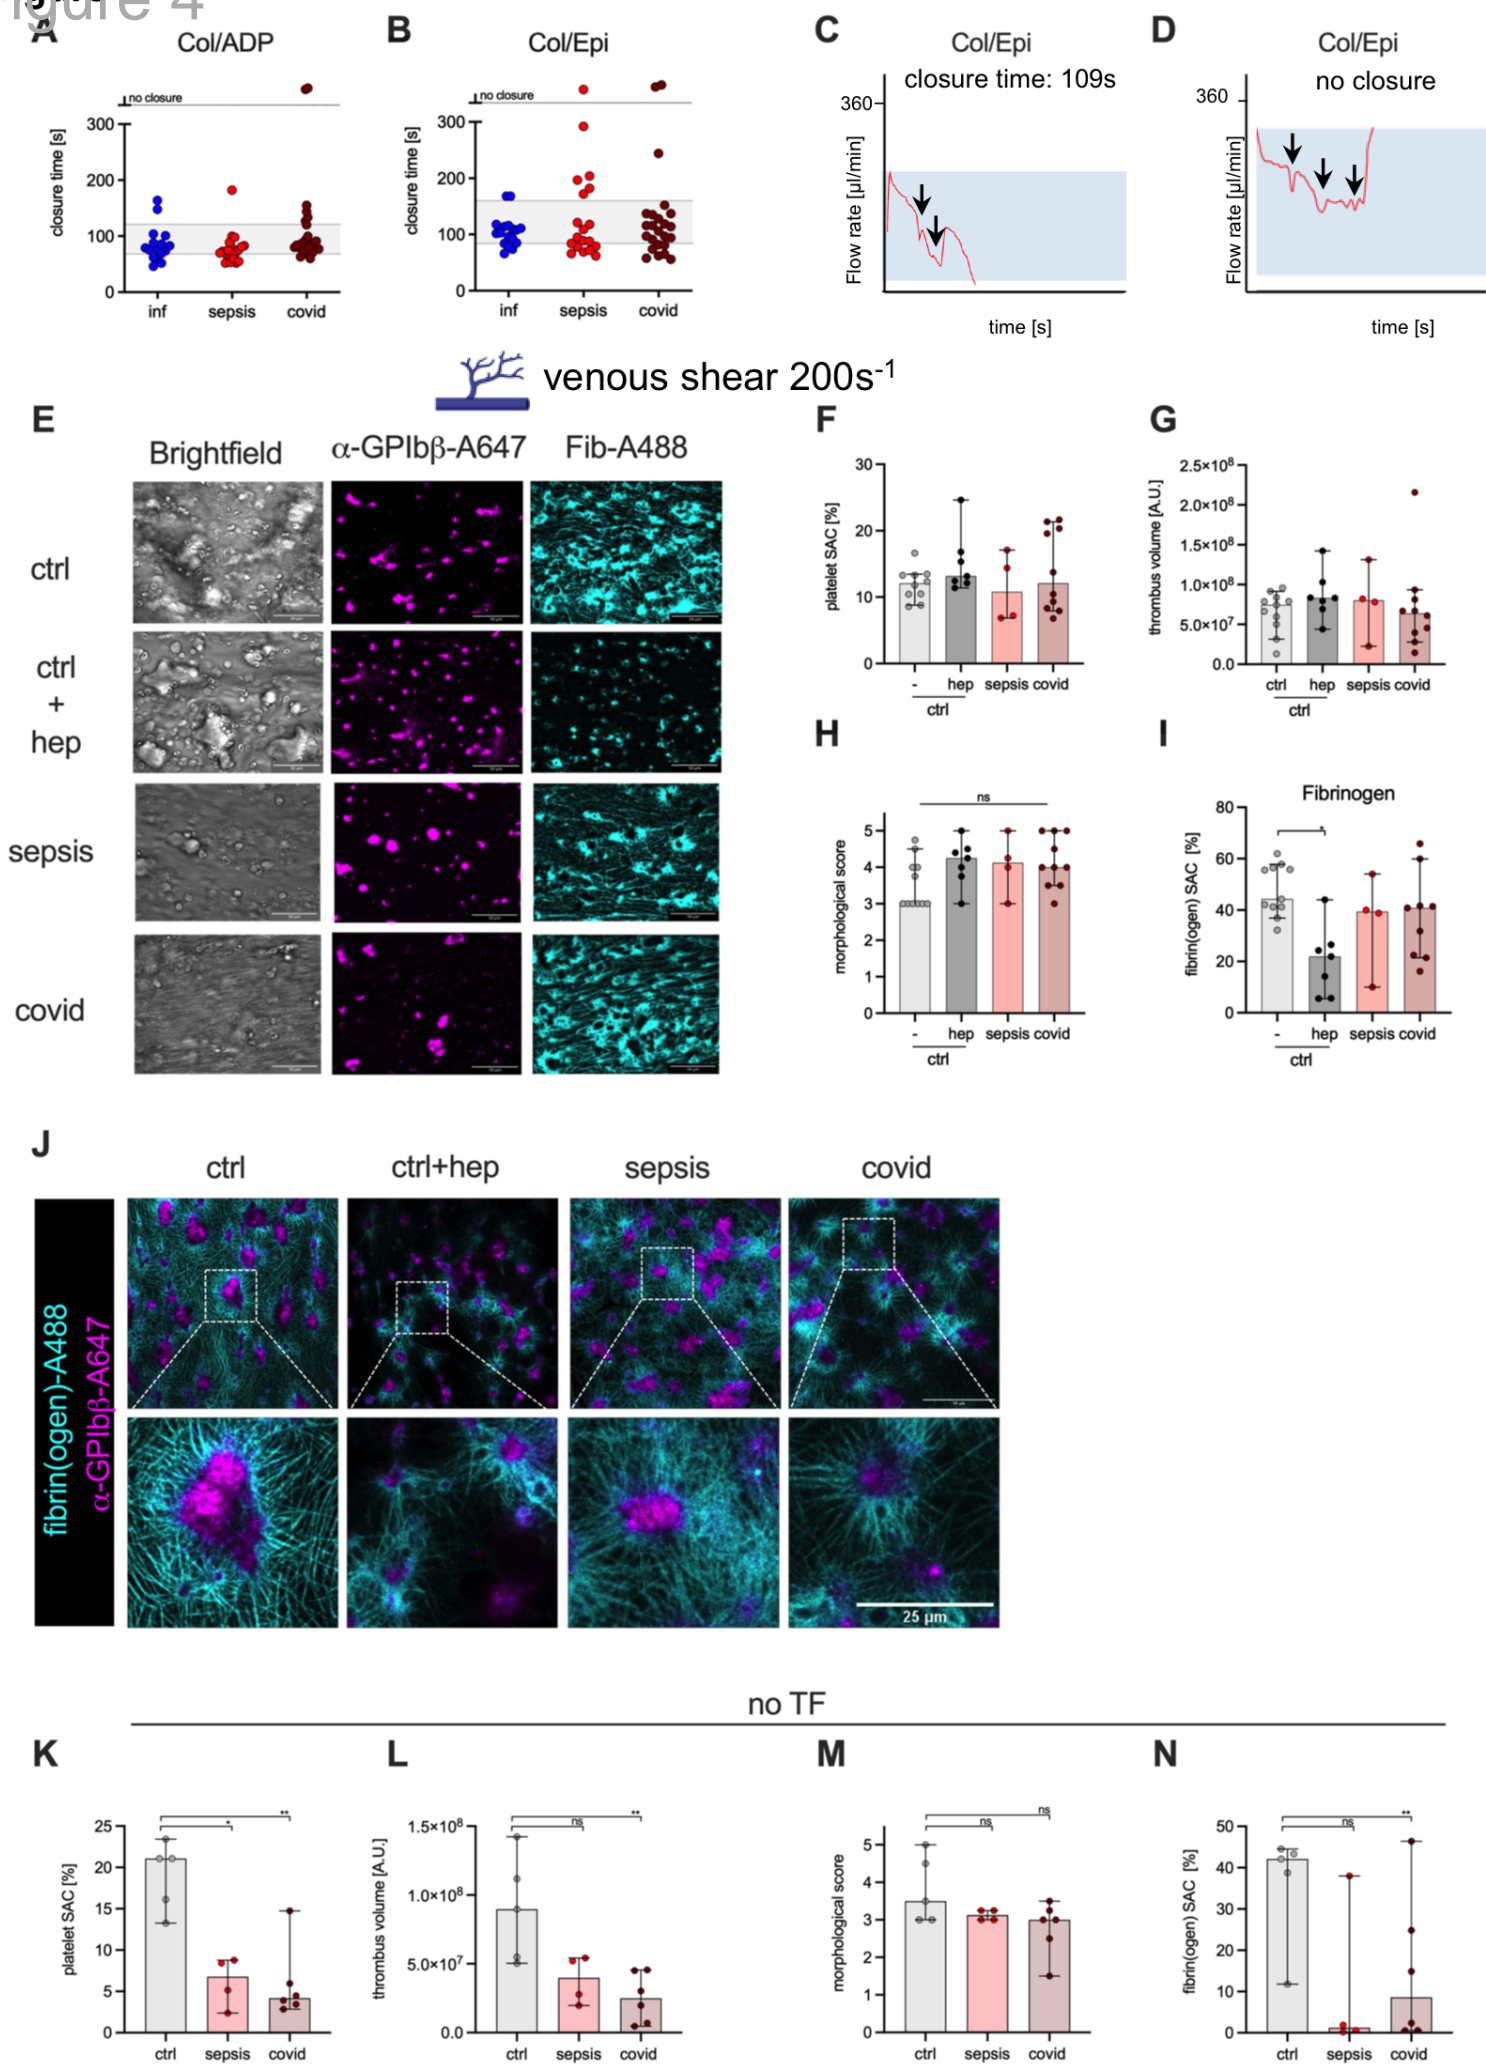 Figure 4
A
Col/ADP
no closure
closure time [s]
300
200
100
0
inf sepsis covid
B
Col/Epi
no closure
closure time [s]
300
200
100
0
inf sepsis covid
C
Col/Epi
closure time: 109s
360
Flow rate [µl/min]
time [s]
D
Col/Epi
no closure
360
Flow rate [µl/min]
time [s]
venous shear 200s-1
E
Brightfield α-GPIbβ-A647 Fib-A488
ctrl
ctrl
+
hep
sepsis
covid
F
platelet SAC [%]
30
20
10
0
- hep sepsis covid
ctrl
G
thrombus volume [A.U.]
2.5×10⁸
2.0×10⁸
1.5×10⁸
1.0×10⁸
5.0×10⁷
0.0
ctrl hep sepsis covid
ctrl
H
ns
morphological score
5
4
3
2
1
0
- hep sepsis covid
ctrl
I
Fibrinogen
*
fibrin(ogen) SAC [%]
80
60
40
20
0
- hep sepsis covid
ctrl
J
ctrl ctrl+hep sepsis covid
fibrin(ogen)-A488
α-GPIbβ-A647
25 µm
no TF
K
**
*
platelet SAC [%]
25
20
15
10
5
0
ctrl sepsis covid
L
**
ns
thrombus volume [A.U.]
1.5×10⁸
1.0×10⁸
5.0×10⁷
0.0
ctrl sepsis covid
M
ns
ns
morphological score
5
4
3
2
1
0
ctrl sepsis covid
N
**
ns
fibrin(ogen) SAC [%]
50
40
30
20
10
0
ctrl sepsis covid